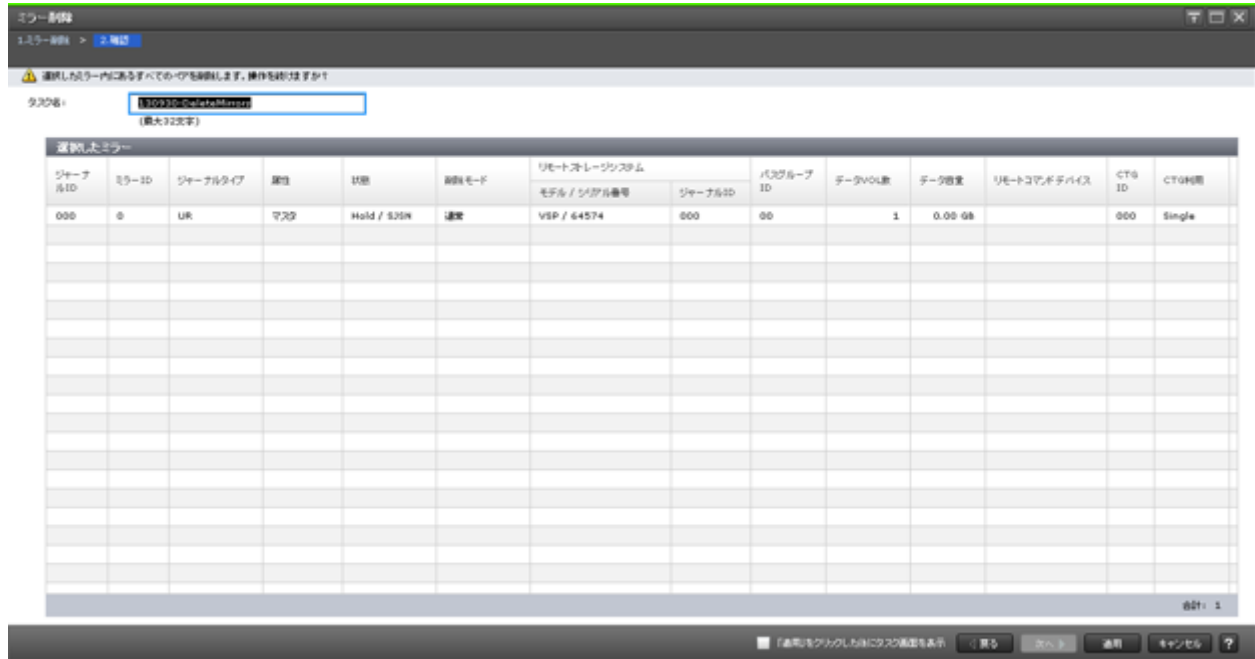 ミラー削除
1.ミラー削除 > 2.確認
選択したミラー内にあるすべてのペアを削除します。操作を続けますか?
タスク名:
130930-DeleteMirrors
(最大32文字)
選択したミラー
ジャーナルID ミラーID ジャーナルタイプ 属性 状態 削除モード リモートストレージシステム パスグループID データVOL数 データ容量 リモートコマンドデバイス CTG ID CTG利用
モデル / シリアル番号 ジャーナルID
000 0 UR マスタ Hold / SJSN 通常 VSP / 64574 000 00 1 0.00 GB 000 Single
合計: 1
「適用」をクリックした後にタスク画面を表示 戻る 次へ 適用 キャンセル ?